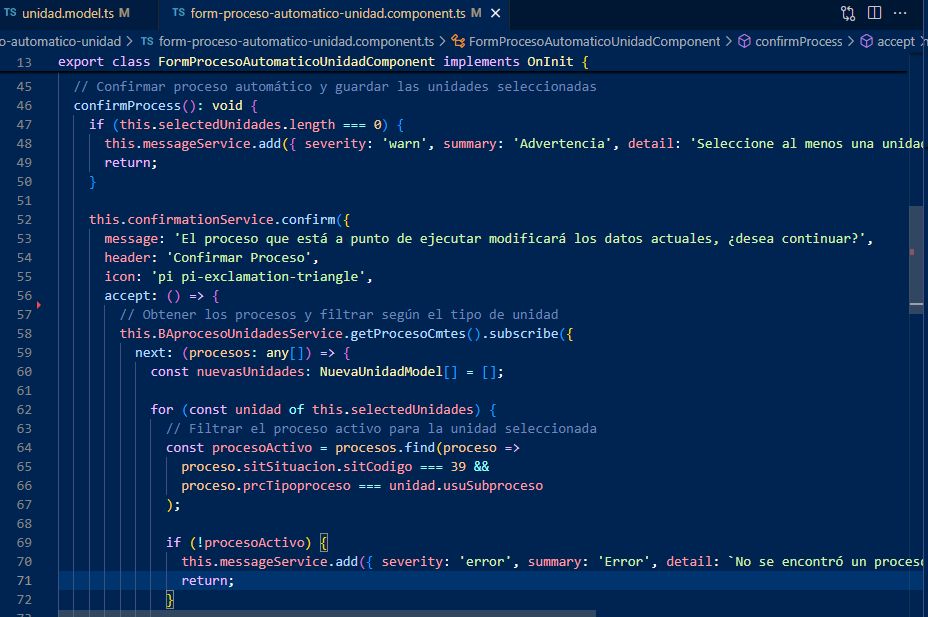 TS unidad.model.ts M TS form-proceso-automatico-unidad.component.ts M
o-automatico-unidad > TS form-proceso-automatico-unidad.component.ts > FormProcesoAutomaticoUnidadComponent > confirmProcess > accept
13 export class FormProcesoAutomaticoUnidadComponent implements OnInit {
45 // Confirmar proceso automático y guardar las unidades seleccionadas
46 confirmProcess(): void {
47 if (this.selectedUnidades.length === 0) {
48 this.messageService.add({ severity: 'warn', summary: 'Advertencia', detail: 'Seleccione al menos una unidad
49 return;
50 }
51
52 this.confirmationService.confirm({
53 message: 'El proceso que está a punto de ejecutar modificará los datos actuales, ¿desea continuar?',
54 header: 'Confirmar Proceso',
55 icon: 'pi pi-exclamation-triangle',
56 accept: () => {
57 // Obtener los procesos y filtrar según el tipo de unidad
58 this.BAprocesoUnidadesService.getProcesoCmtes().subscribe({
59 next: (procesos: any[]) => {
60 const nuevasUnidades: NuevaUnidadModel[] = [];
61
62 for (const unidad of this.selectedUnidades) {
63 // Filtrar el proceso activo para la unidad seleccionada
64 const procesoActivo = procesos.find(proceso =>
65 proceso.sitSituacion.sitCodigo === 39 &&
66 proceso.prcTipoproceso === unidad.usuSubproceso
67 );
68
69 if (!procesoActivo) {
70 this.messageService.add({ severity: 'error', summary: 'Error', detail: `No se encontró un proceso
71 return;
72 }